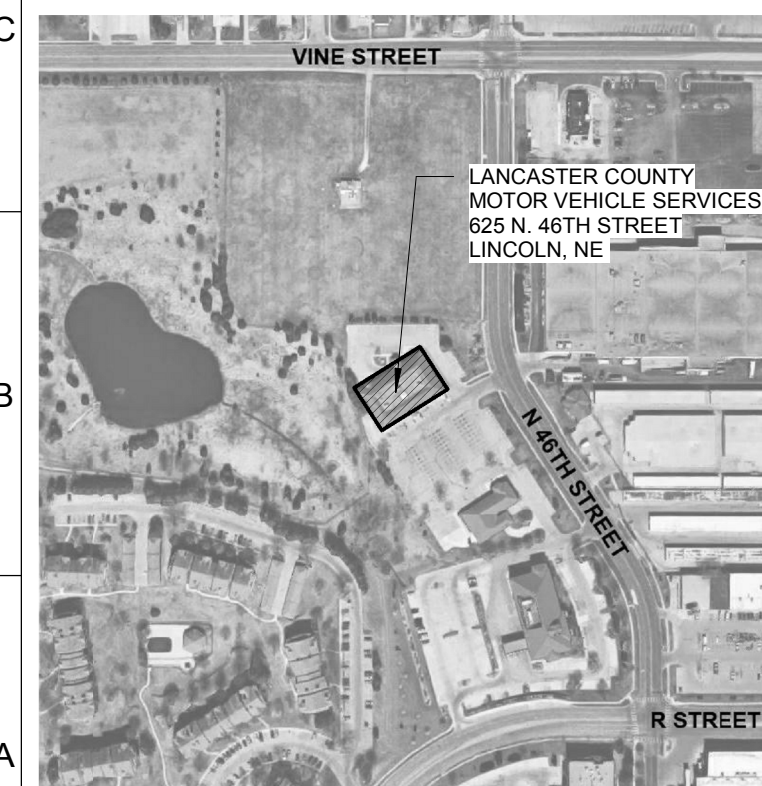 C
VINE STREET
LANCASTER COUNTY
MOTOR VEHICLE SERVICES
625 N. 46TH STREET
LINCOLN, NE
B
N 46TH STREET
R STREET
A